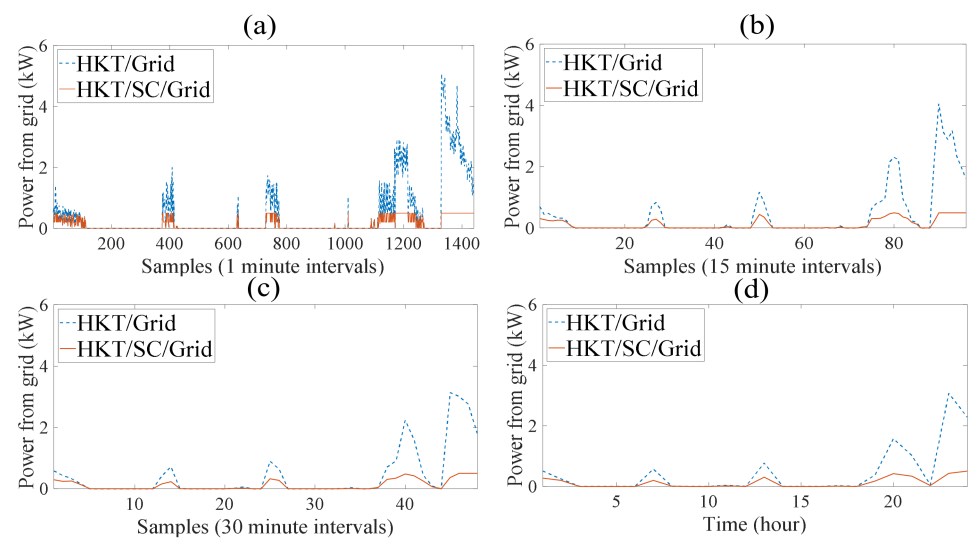 (a)
Power from grid (kW)
6
4
2
0
HKT/Grid
HKT/SC/Grid
200 400 600 800 1000 1200 1400
Samples (1 minute intervals)
(b)
Power from grid (kW)
6
4
2
0
HKT/Grid
HKT/SC/Grid
20 40 60 80
Samples (15 minute intervals)
(c)
Power from grid (kW)
6
4
2
0
HKT/Grid
HKT/SC/Grid
10 20 30 40
Samples (30 minute intervals)
(d)
Power from grid (kW)
6
4
2
0
HKT/Grid
HKT/SC/Grid
5 10 15 20
Time (hour)